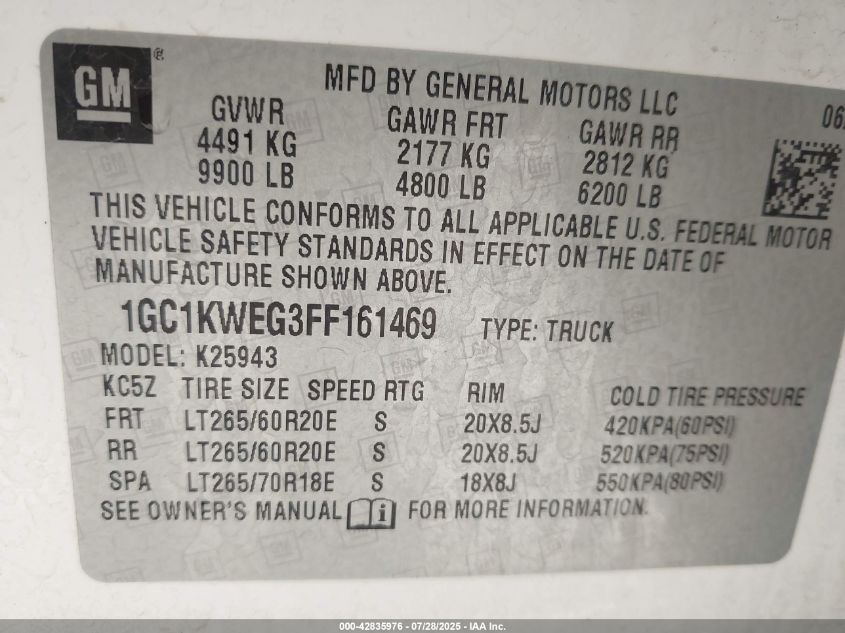 GM®
MFD BY GENERAL MOTORS LLC
GVWR GAWR FRT GAWR RR
4491 KG 2177 KG 2812 KG
9900 LB 4800 LB 6200 LB
THIS VEHICLE CONFORMS TO ALL APPLICABLE U.S. FEDERAL MOTOR
VEHICLE SAFETY STANDARDS IN EFFECT ON THE DATE OF
MANUFACTURE SHOWN ABOVE.
1GC1KWEG3FF161469 TYPE: TRUCK
MODEL: K25943
KC5Z TIRE SIZE SPEED RTG RIM COLD TIRE PRESSURE
FRT LT265/60R20E S 20X8.5J 420KPA(60PSI)
RR LT265/60R20E S 20X8.5J 520KPA(75PSI)
SPA LT265/70R18E S 18X8J 550KPA(80PSI)
SEE OWNER'S MANUAL i FOR MORE INFORMATION.
000-42835976 - 07/28/2025 - IAA Inc.